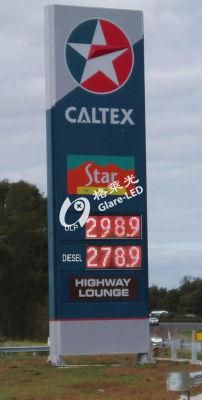 CALTEX
Star
格莱光
Glare-LED
ULP 298.9
DIESEL 278.9
HIGHWAY
LOUNGE